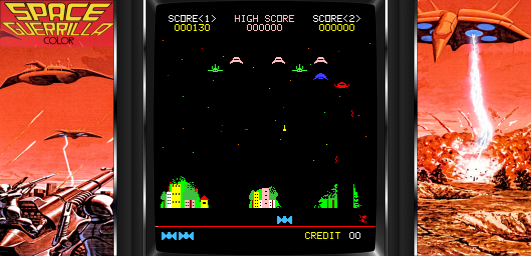 SPACE
GUERRILLA
COLOR
SCORE<1> HIGH SCORE SCORE<2>
000130 000000 000000
CREDIT 00